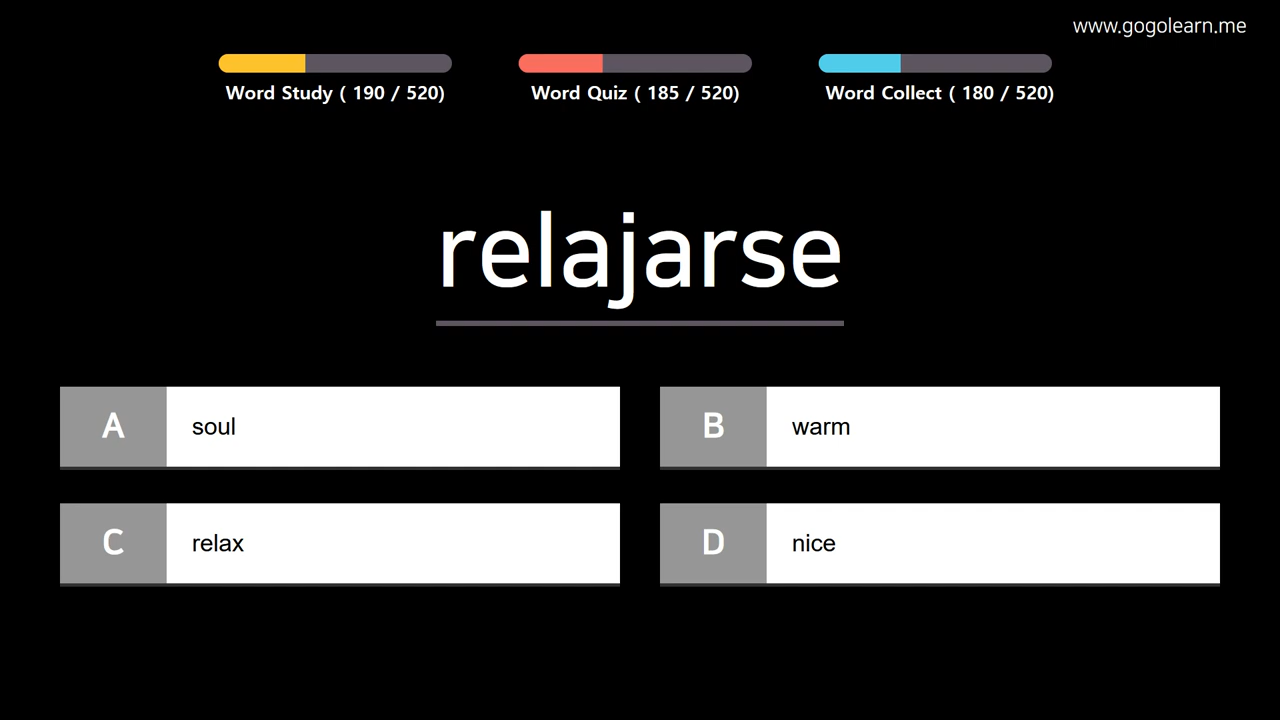 www.gogolearn.me
Word Study ( 190 / 520)
Word Quiz ( 185 / 520)
Word Collect ( 180 / 520)
relajarse
A soul
B warm
C relax
D nice